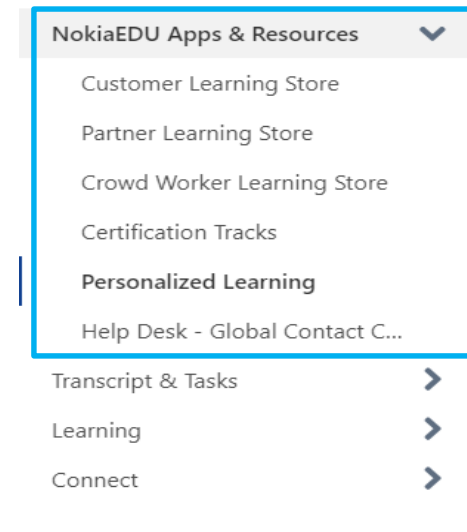 NokiaEDU Apps & Resources
Customer Learning Store
Partner Learning Store
Crowd Worker Learning Store
Certification Tracks
Personalized Learning
Help Desk - Global Contact C...
Transcript & Tasks
Learning
Connect